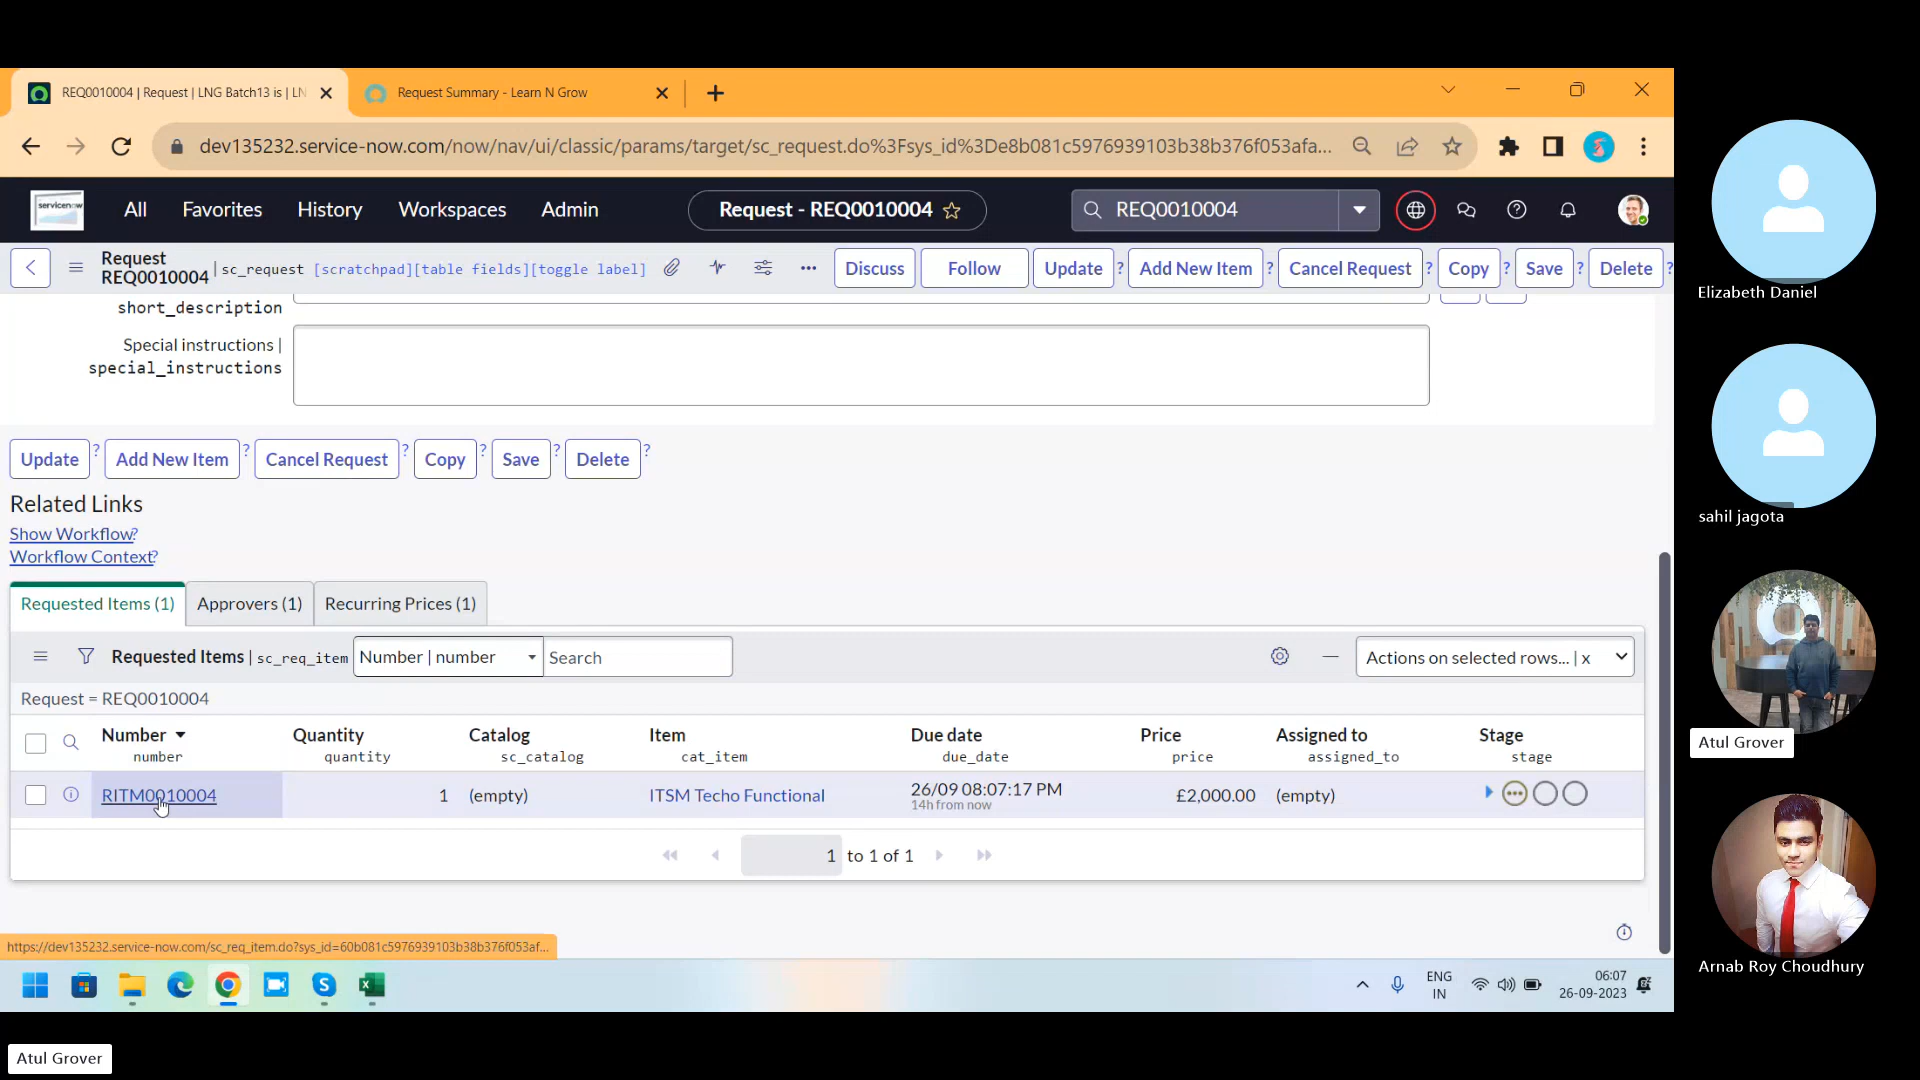 REQ0010004 | Request | LNG Batch13 is | LN
Request Summary - Learn N Grow
dev135232.service-now.com/now/nav/ui/classic/params/target/sc_request.do%3Fsys_id%3De8b081c5976939103b38b376f053afa...
servicenow
All
Favorites
History
Workspaces
Admin
Request - REQ0010004
REQ0010004
Request
REQ0010004
| sc_request [scratchpad][table fields][toggle label]
Discuss
Follow
Update ?
Add New Item ?
Cancel Request ?
Copy ?
Save ?
Delete ?
short_description
Special instructions |
special_instructions
Update ?
Add New Item ?
Cancel Request ?
Copy ?
Save ?
Delete ?
Related Links
Show Workflow?
Workflow Context?
Requested Items (1)
Approvers (1)
Recurring Prices (1)
Requested Items | sc_req_item
Number | number
Search
Actions on selected rows... | x
Request = REQ0010004
Number Quantity Catalog Item Due date Price Assigned to Stage
number quantity sc_catalog cat_item due_date price assigned_to stage
RITM0010004 1 (empty) ITSM Techo Functional 26/09 08:07:17 PM £2,000.00 (empty)
14h from now
1 to 1 of 1
https://dev135232.service-now.com/sc_req_item.do?sys_id=60b081c5976939103b38b376f053af...
ENG
IN
06:07
26-09-2023
Atul Grover
Elizabeth Daniel
sahil jagota
Atul Grover
Arnab Roy Choudhury